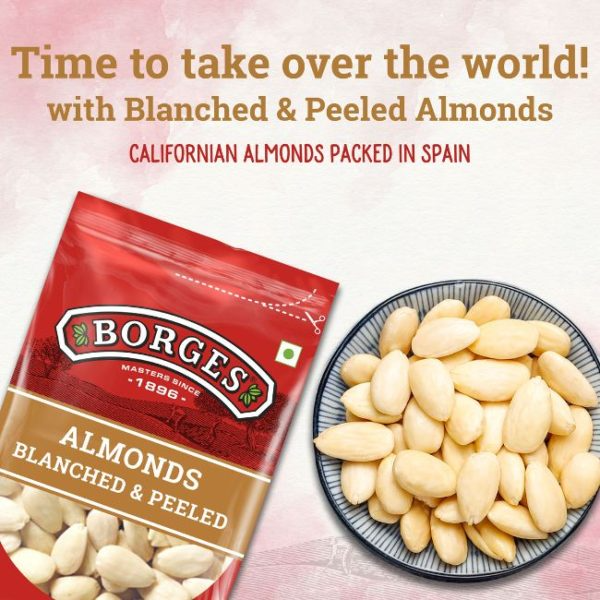 Time to take over the world!
with Blanched & Peeled Almonds
CALIFORNIAN ALMONDS PACKED IN SPAIN
BORGES
MASTERS SINCE
-1896-
ALMONDS
BLANCHED & PEELED